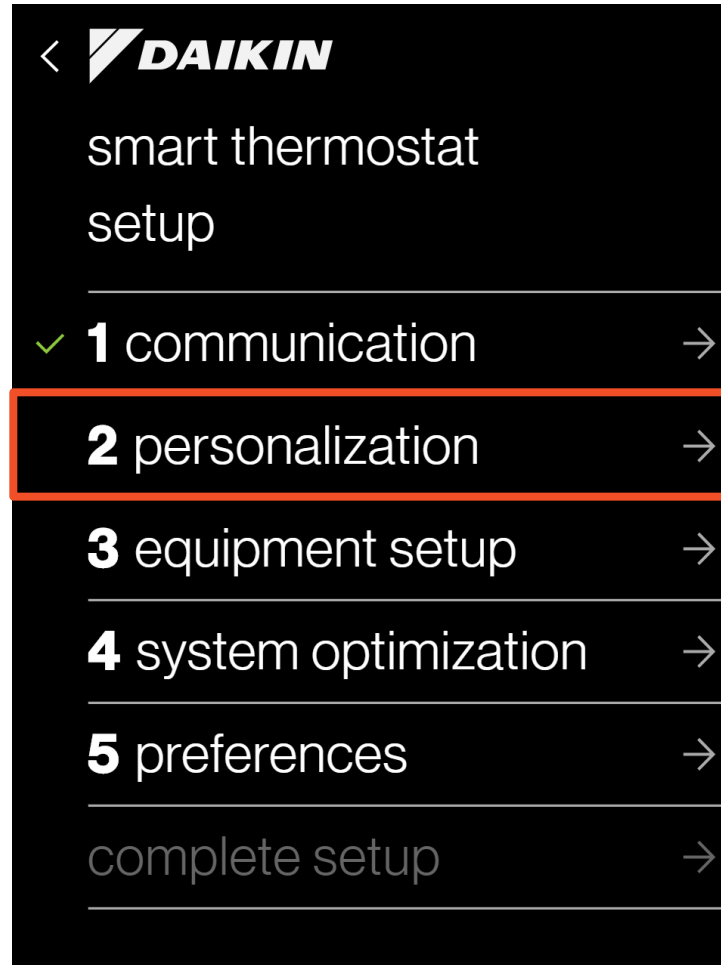 DAIKIN
smart thermostat
setup
1 communication
2 personalization
3 equipment setup
4 system optimization
5 preferences
complete setup